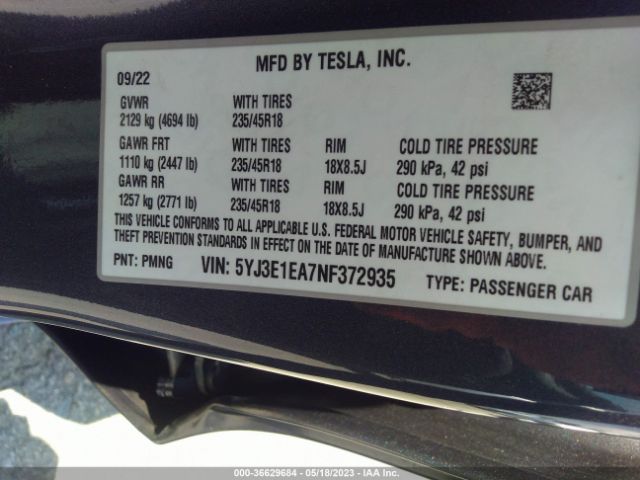 MFD BY TESLA, INC.
09/22
GVWR WITH TIRES
2129 kg (4694 lb) 235/45R18
GAWR FRT WITH TIRES RIM COLD TIRE PRESSURE
1110 kg (2447 lb) 235/45R18 18X8.5J 290 kPa, 42 psi
GAWR RR WITH TIRES RIM COLD TIRE PRESSURE
1257 kg (2771 lb) 235/45R18 18X8.5J 290 kPa, 42 psi
THIS VEHICLE CONFORMS TO ALL APPLICABLE U.S. FEDERAL MOTOR VEHICLE SAFETY, BUMPER, AND
THEFT PREVENTION STANDARDS IN EFFECT ON THE DATE OF MANUFACTURE SHOWN ABOVE.
PNT: PMNG VIN: 5YJ3E1EA7NF372935 TYPE: PASSENGER CAR
000-36629684 - 05/18/2023 - IAA Inc.